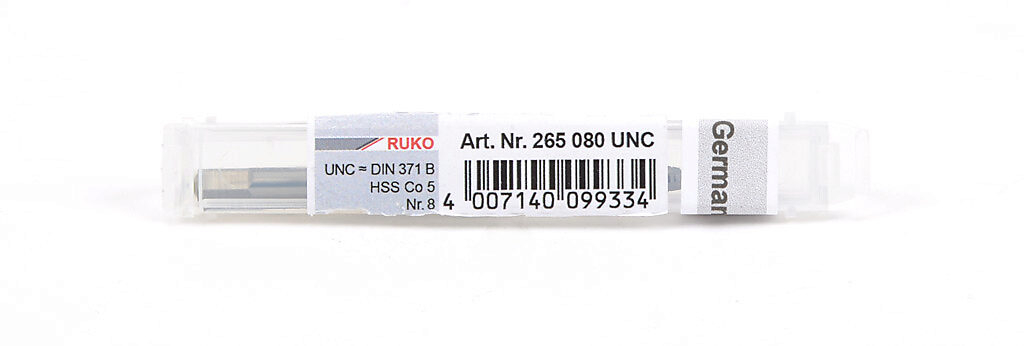 RUKO
UNC ≈ DIN 371 B
HSS Co 5
Nr. 8
Art. Nr. 265 080 UNC
4 007140 099334
German